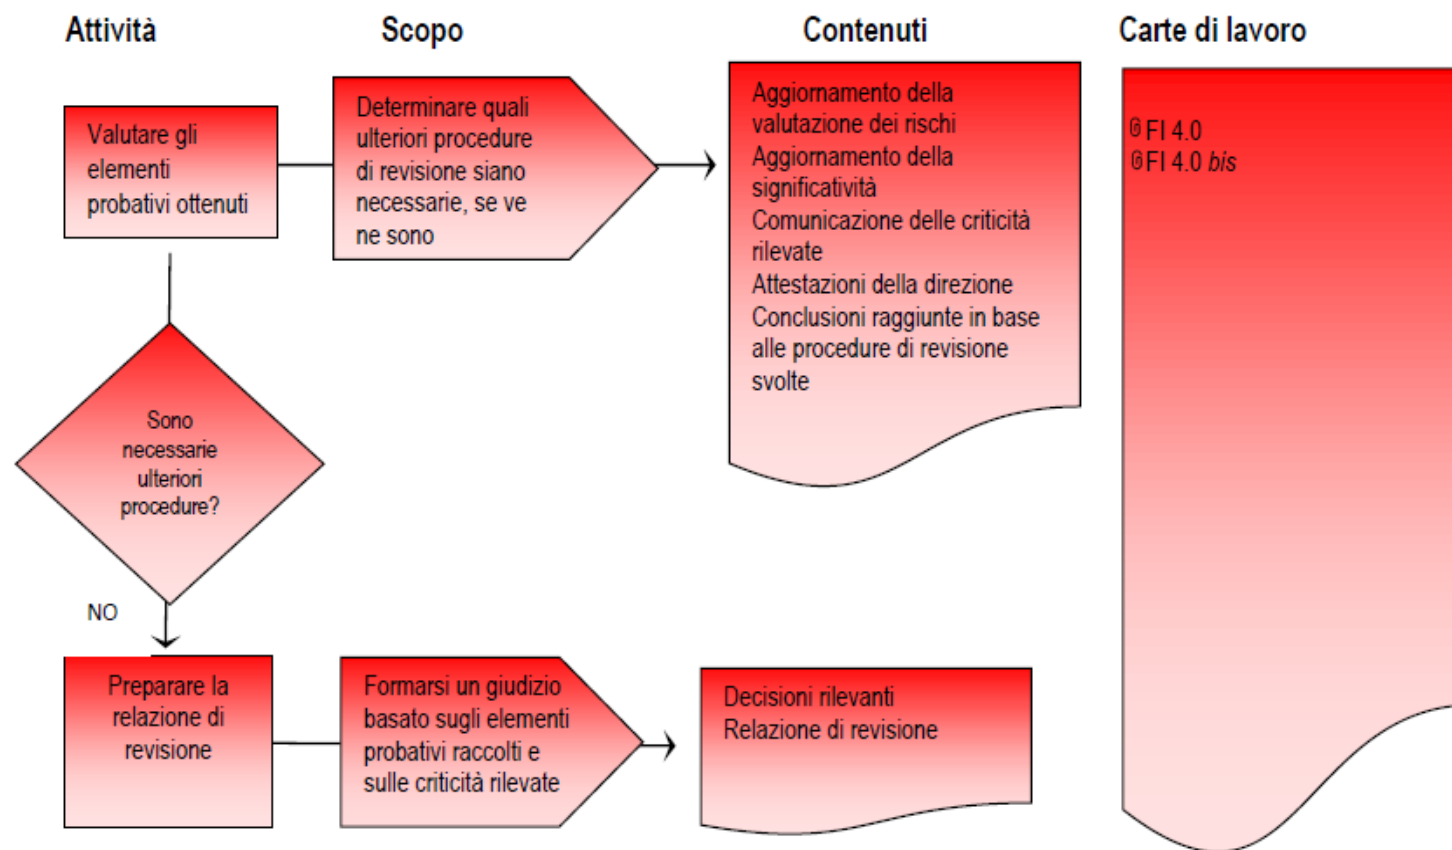 Attività
Scopo
Contenuti
Carte di lavoro
Valutare gli
elementi
probativi ottenuti
Determinare quali
ulteriori procedure
di revisione siano
necessarie, se ve
ne sono
Aggiornamento della
valutazione dei rischi
Aggiornamento della
significatività
Comunicazione delle criticità
rilevate
Attestazioni della direzione
Conclusioni raggiunte in base
alle procedure di revisione
svolte
FI 4.0
FI 4.0 bis
Sono
necessarie
ulteriori
procedure?
NO
Preparare la
relazione di
revisione
Formarsi un giudizio
basato sugli elementi
probativi raccolti e
sulle criticità rilevate
Decisioni rilevanti
Relazione di revisione